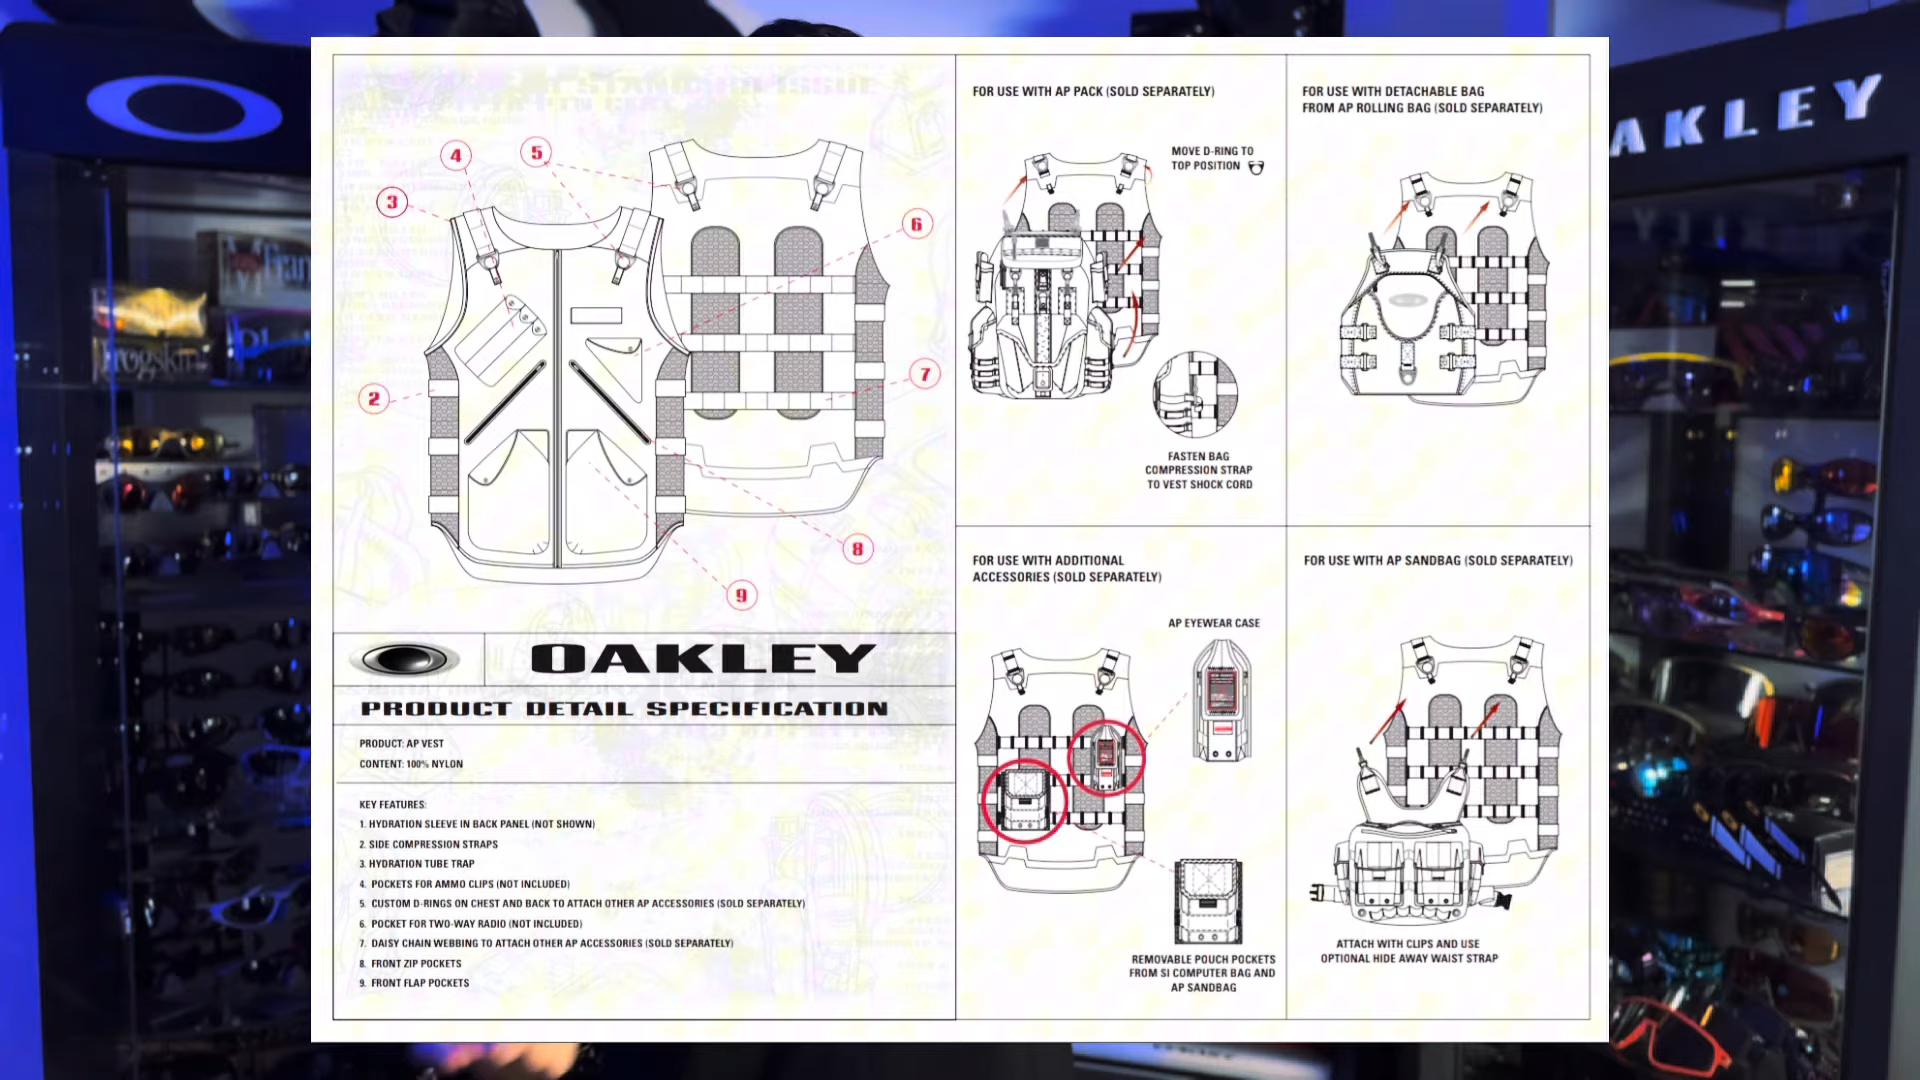 OAKLEY
Frogskin
4
5
3
6
7
2
8
9
OAKLEY
PRODUCT DETAIL SPECIFICATION
PRODUCT: AP VEST
CONTENT: 100% NYLON
KEY FEATURES:
1. HYDRATION SLEEVE IN BACK PANEL (NOT SHOWN)
2. SIDE COMPRESSION STRAPS
3. HYDRATION TUBE TRAP
4. POCKETS FOR AMMO CLIPS (NOT INCLUDED)
5. CUSTOM D-RINGS ON CHEST AND BACK TO ATTACH OTHER AP ACCESSORIES (SOLD SEPARATELY)
6. POCKET FOR TWO-WAY RADIO (NOT INCLUDED)
7. DAISY CHAIN WEBBING TO ATTACH OTHER AP ACCESSORIES (SOLD SEPARATELY)
8. FRONT ZIP POCKETS
9. FRONT FLAP POCKETS
FOR USE WITH AP PACK (SOLD SEPARATELY)
MOVE D-RING TO
TOP POSITION
FASTEN BAG
COMPRESSION STRAP
TO VEST SHOCK CORD
FOR USE WITH DETACHABLE BAG
FROM AP ROLLING BAG (SOLD SEPARATELY)
FOR USE WITH ADDITIONAL
ACCESSORIES (SOLD SEPARATELY)
AP EYEWEAR CASE
REMOVABLE POUCH POCKETS
FROM SI COMPUTER BAG AND
AP SANDBAG
FOR USE WITH AP SANDBAG (SOLD SEPARATELY)
ATTACH WITH CLIPS AND USE
OPTIONAL HIDE AWAY WAIST STRAP